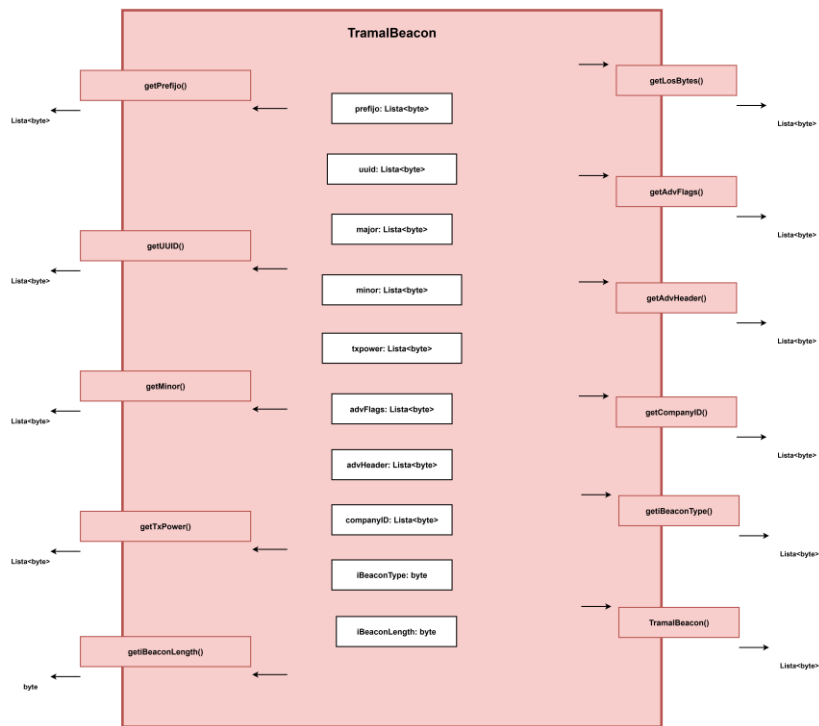 TramaIBeacon
getPrefijo()
Lista<byte>
getLosBytes()
Lista<byte>
prefijo: Lista<byte>
uuid: Lista<byte>
getAdvFlags()
Lista<byte>
major: Lista<byte>
getUUID()
Lista<byte>
minor: Lista<byte>
getAdvHeader()
Lista<byte>
txpower: Lista<byte>
getMinor()
Lista<byte>
advFlags: Lista<byte>
getCompanyID()
Lista<byte>
advHeader: Lista<byte>
getTxPower()
Lista<byte>
companyID: Lista<byte>
getiBeaconType()
Lista<byte>
iBeaconType: byte
iBeaconLength: byte
TramaIBeacon()
Lista<byte>
getiBeaconLength()
byte